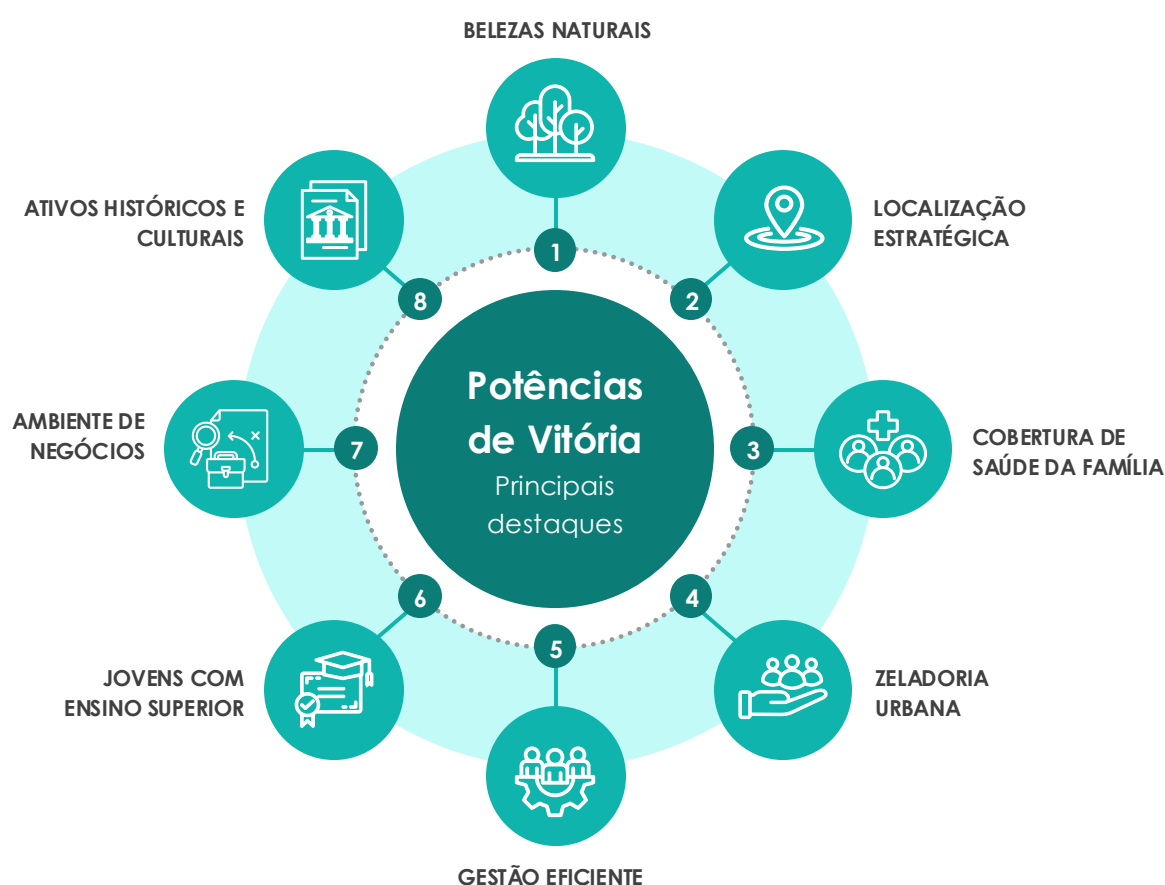 Potências
de Vitória
Principais
destaques
1
BELEZAS NATURAIS
2
LOCALIZAÇÃO
ESTRATÉGICA
3
COBERTURA DE
SAÚDE DA FAMÍLIA
4
ZELADORIA
URBANA
5
GESTÃO EFICIENTE
6
JOVENS COM
ENSINO SUPERIOR
7
AMBIENTE DE
NEGÓCIOS
8
ATIVOS HISTÓRICOS E
CULTURAIS